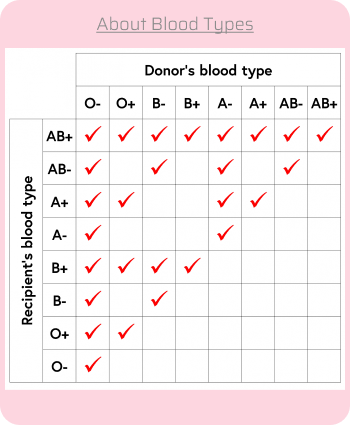 About Blood Types
Donor's blood type
O- O+ B- B+ A- A+ AB- AB+
Recipient's blood type
AB+
AB-
A+
A-
B+
B-
O+
O-